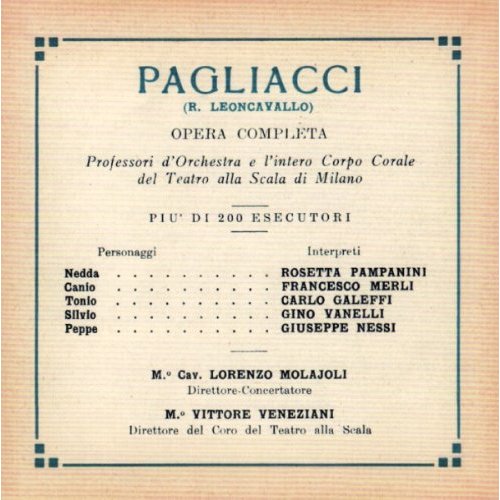 PAGLIACCI
(R. LEONCAVALLO)
OPERA COMPLETA
Professori d'Orchestra e l'intero Corpo Corale
del Teatro alla Scala di Milano
PIU' DI 200 ESECUTORI
Personaggi Interpreti
Nedda . . . . . . . . . . ROSETTA PAMPANINI
Canio . . . . . . . . . . FRANCESCO MERLI
Tonio . . . . . . . . . . CARLO GALEFFI
Silvio . . . . . . . . . . GINO VANELLI
Peppe . . . . . . . . . . GIUSEPPE NESSI
M.º Cav. LORENZO MOLAJOLI
Direttore-Concertatore
M.º VITTORE VENEZIANI
Direttore del Coro del Teatro alla Scala